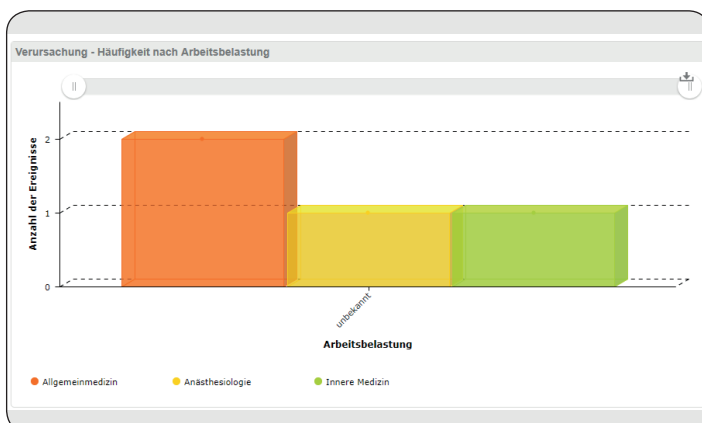 Verursachung - Häufigkeit nach Arbeitsbelastung
Anzahl der Ereignisse
2
1
0
unbekannt
Arbeitsbelastung
Allgemeinmedizin
Anästhesiologie
Innere Medizin